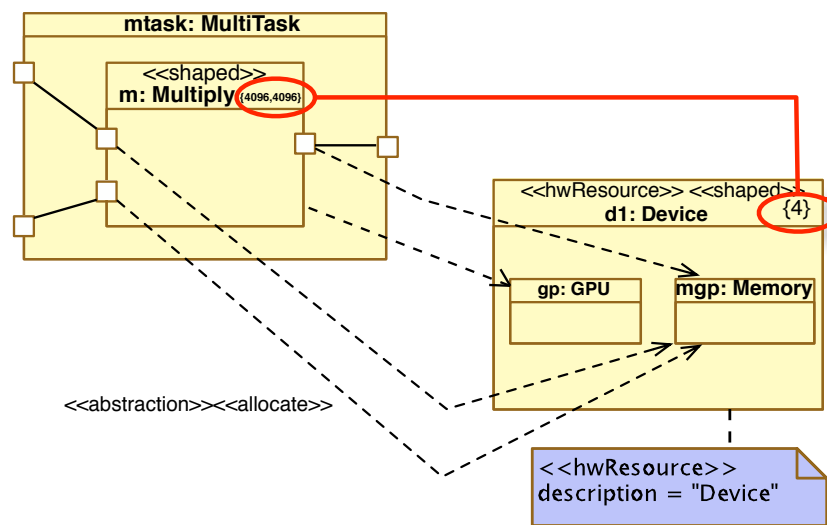 mtask: MultiTask
<<shaped>>
m: Multiply {4096,4096}
<<hwResource>> <<shaped>>
{4}
d1: Device
gp: GPU
mgp: Memory
<<abstraction>><<allocate>>
<<hwResource>>
description = "Device"